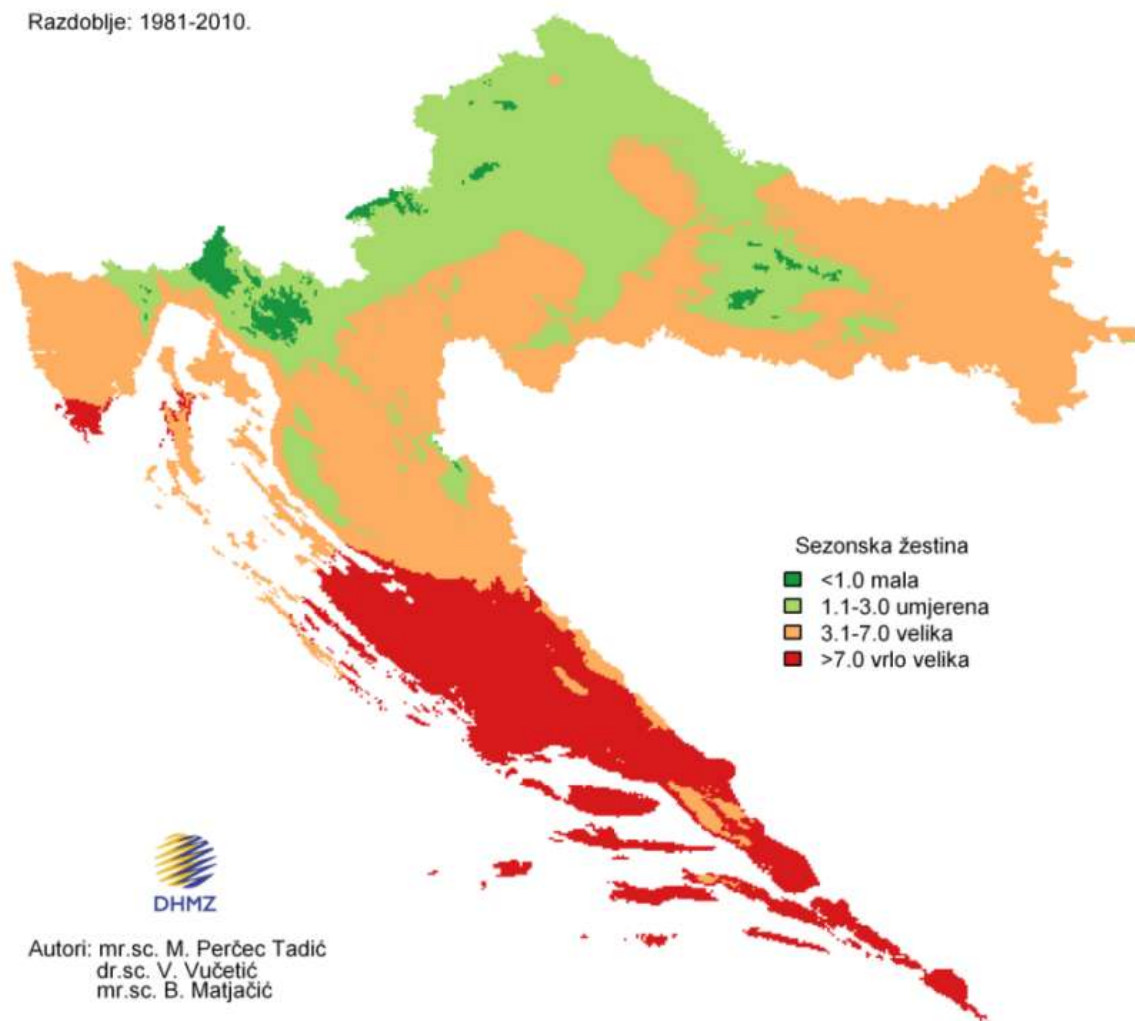 Razdoblje: 1981-2010.
Sezonska žestina
<1.0 mala
1.1-3.0 umjerena
3.1-7.0 velika
>7.0 vrlo velika
DHMZ
Autori: mr.sc. M. Perčec Tadić
dr.sc. V. Vučetić
mr.sc. B. Matjačić